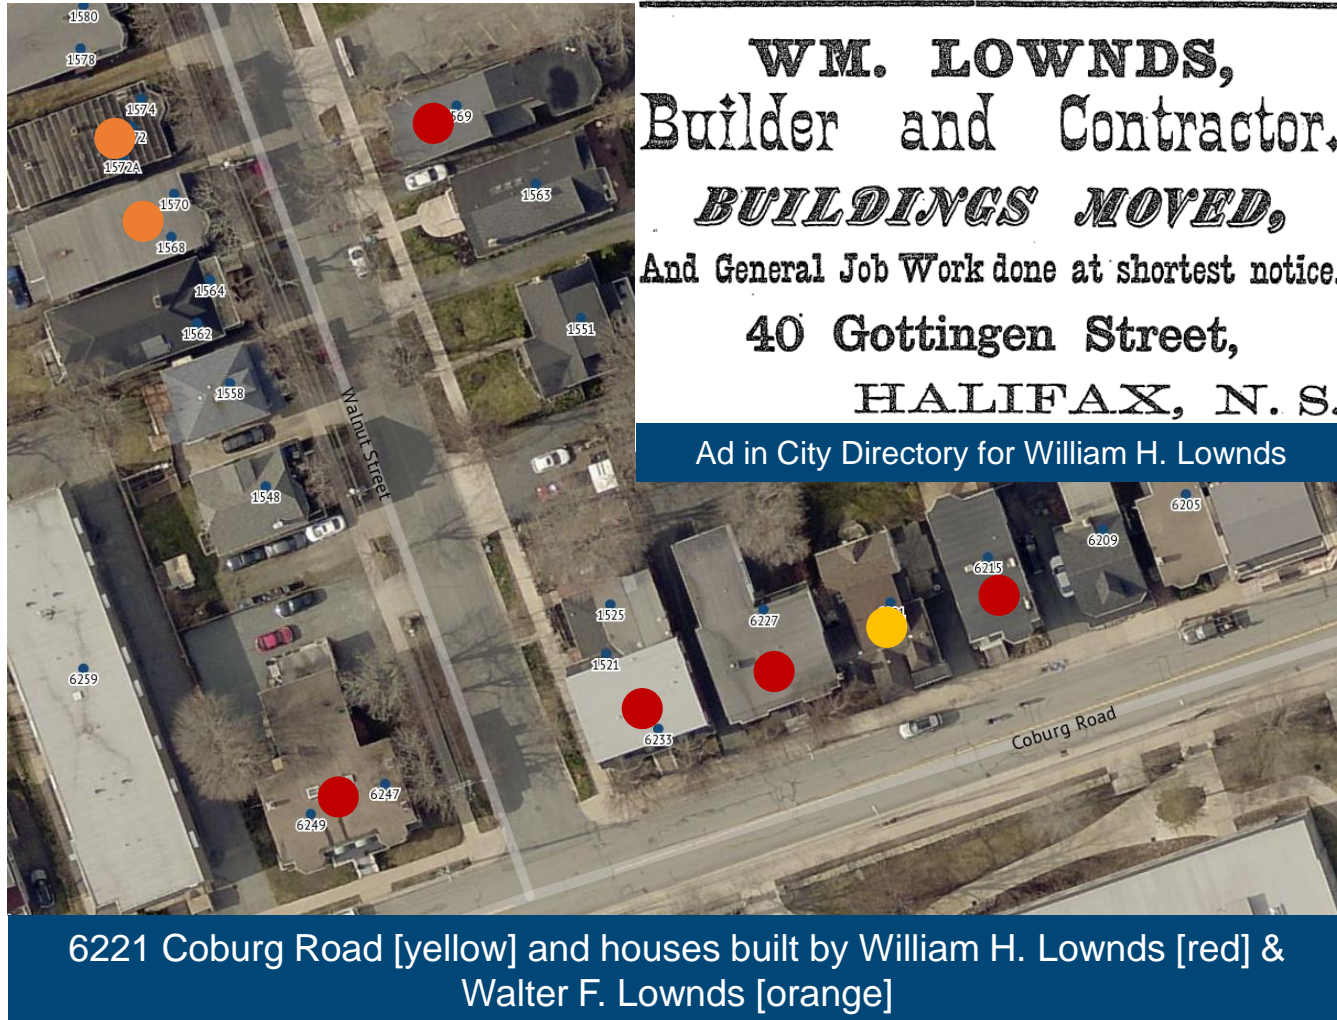 WM. LOWNDS,
Builder and Contractor.
BUILDINGS MOVED,
And General Job Work done at shortest notice.
40 Gottingen Street,
HALIFAX, N. S.
Ad in City Directory for William H. Lownds
1580
1578
1574
1572A
1570
1568
1564
1562
1558
1548
1563
1551
Walnut Street
6205
6209
6215
6227
1525
1521
6233
6259
6247
6249
Coburg Road
6221 Coburg Road [yellow] and houses built by William H. Lownds [red] &
Walter F. Lownds [orange]